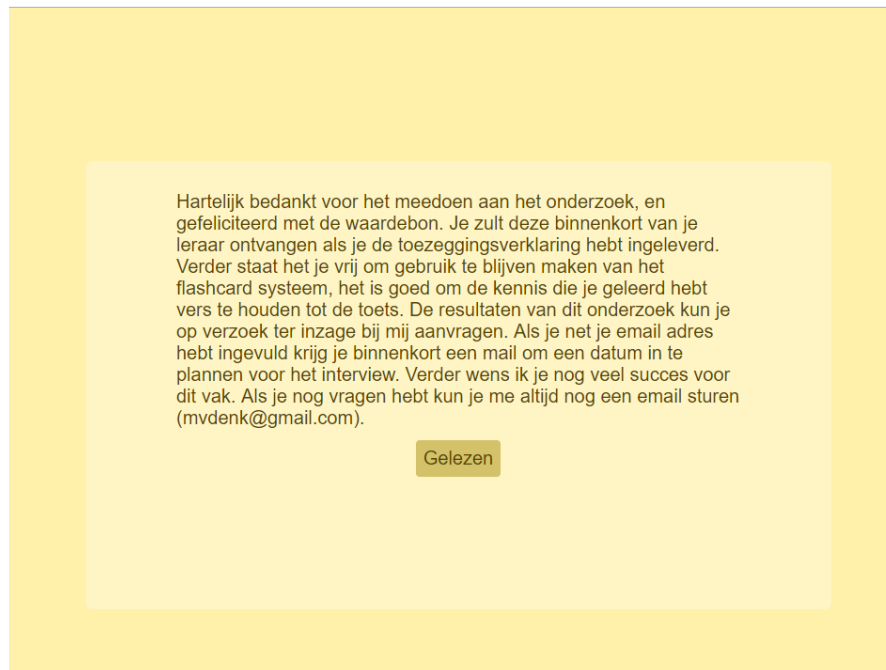 Hartelijk bedankt voor het meedoen aan het onderzoek, en
gefeliciteerd met de waardebon. Je zult deze binnenkort van je
leraar ontvangen als je de toezeggingsverklaring hebt ingeleverd.
Verder staat het je vrij om gebruik te blijven maken van het
flashcard systeem, het is goed om de kennis die je geleerd hebt
vers te houden tot de toets. De resultaten van dit onderzoek kun je
op verzoek ter inzage bij mij aanvragen. Als je net je email adres
hebt ingevuld krijg je binnenkort een mail om een datum in te
plannen voor het interview. Verder wens ik je nog veel succes voor
dit vak. Als je nog vragen hebt kun je me altijd nog een email sturen
(mvdenk@gmail.com).
Gelezen